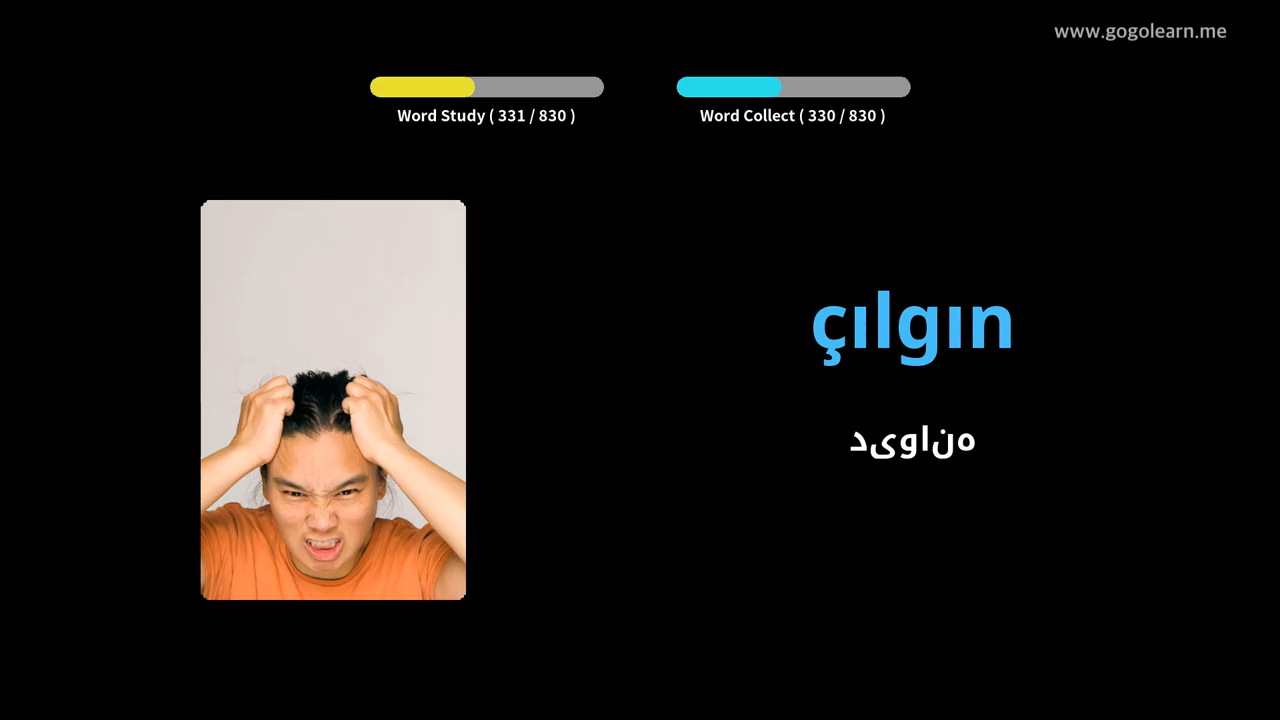 www.gogolearn.me
Word Study ( 331 / 830 )
Word Collect ( 330 / 830 )
çılgın
دیوانه